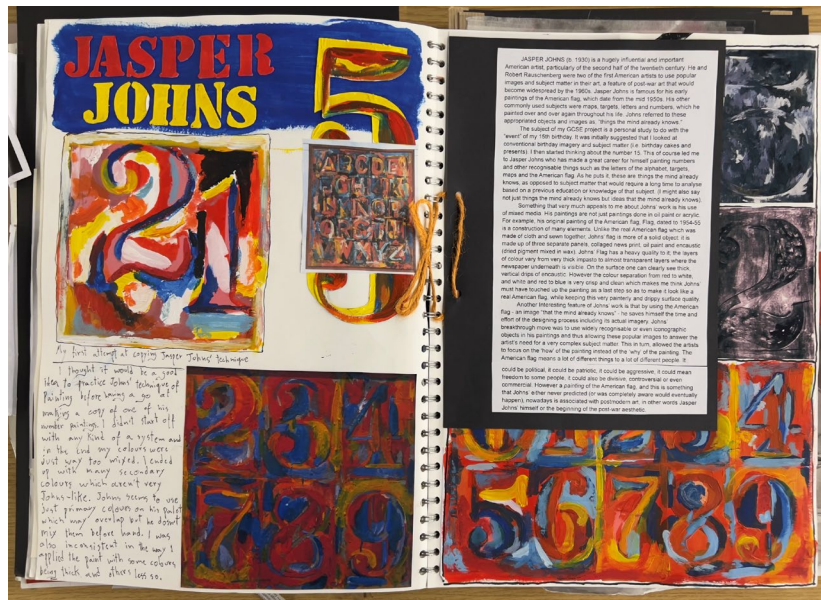 JASPER
JOHNS
5
21
My first attempt at copying Jasper Johns' technique
I thought it would be a good
idea to practice Johns' technique of
painting before having a go at
making a copy of one of his
number paintings. I didn't start off
with any kind of a system and
in the end my colours were
just way too mixed. I ended
up with many secondary
colours which aren't very
Johns-like. Johns seems to use
just primary colours on his palet
which may overlap but he doesn't
mix them before hand. I was
also inconsistent in the way I
applied the paint with some colours
being thick and others less so.
2 3 4
7 8 9
JASPER JOHNS (b. 1930) is a hugely influential and important
American artist, particularly of the second half of the twentieth century. He and
Robert Rauschenberg were two of the first American artists to use popular
images and subject matter in their art, a feature of post-war art that would
become widespread by the 1960s. Jasper Johns is famous for his early
paintings of the American flag, which date from the mid 1950s. His other
commonly used subjects were maps, targets, letters and numbers, which he
painted over and over again throughout his life. Johns referred to these
appropriated objects and images as, "things the mind already knows."
The subject of my GCSE project is a personal study to do with the
"event" of my 15th birthday. It was initially suggested that I looked at
conventional birthday imagery and subject matter (i.e. birthday cakes and
presents). I then started thinking about the number 15. This of course led me
to Jasper Johns who has made a great career for himself painting numbers
and other recognisable things such as the letters of the alphabet, targets,
maps and the American flag. As he puts it, these are things the mind already
knows, as opposed to subject matter that would require a long time to analyse
based on a previous education or knowledge of that subject. (I might also say
not just things the mind already knows but ideas that the mind already knows).
Something that very much appeals to me about Johns' work is his use
of mixed media. His paintings are not just paintings done in oil paint or acrylic.
For example, his original painting of the American flag, Flag, dated to 1954-55
is a construction of many elements. Unlike the real American flag which was
made of cloth and sewn together, Johns' flag is more of a solid object: it is
made up of three separate panels, collaged news print, oil paint and encaustic
(dried pigment mixed in wax). Johns' Flag has a heavy quality to it; the layers
of colour vary from very thick impasto to almost transparent layers where the
newspaper underneath is visible. On the surface one can clearly see thick
vertical drips of encaustic. However the colour separation from red to white,
and white and red to blue is very crisp and clean which makes me think Johns
must have touched up the painting as a last step so as to make it look like a
real American flag, while keeping this very painterly and drippy surface quality.
Another Interesting feature of Johns' work is that by using the American
flag - an image "that the mind already knows" - he saves himself the time and
effort of the designing process including its actual imagery. Johns'
breakthrough move was to use widely recognisable or even iconographic
objects in his paintings and thus allowing these popular images to answer the
artist's need for a very complex subject matter. This in turn, allowed the artists
to focus on the 'how' of the painting instead of the 'why' of the painting. The
American flag means a lot of different things to a lot of different people. It
could be political, it could be patriotic, it could be aggressive, it could mean
freedom to some people, it could also be divisive, controversial or even
commercial. However a painting of the American flag, and this is something
that Johns' either never predicted (or was completely aware would eventually
happen), nowadays is associated with postmodern art, in other words Jasper
Johns' himself or the beginning of the post-war aesthetic.
4
5 6 7 8 9